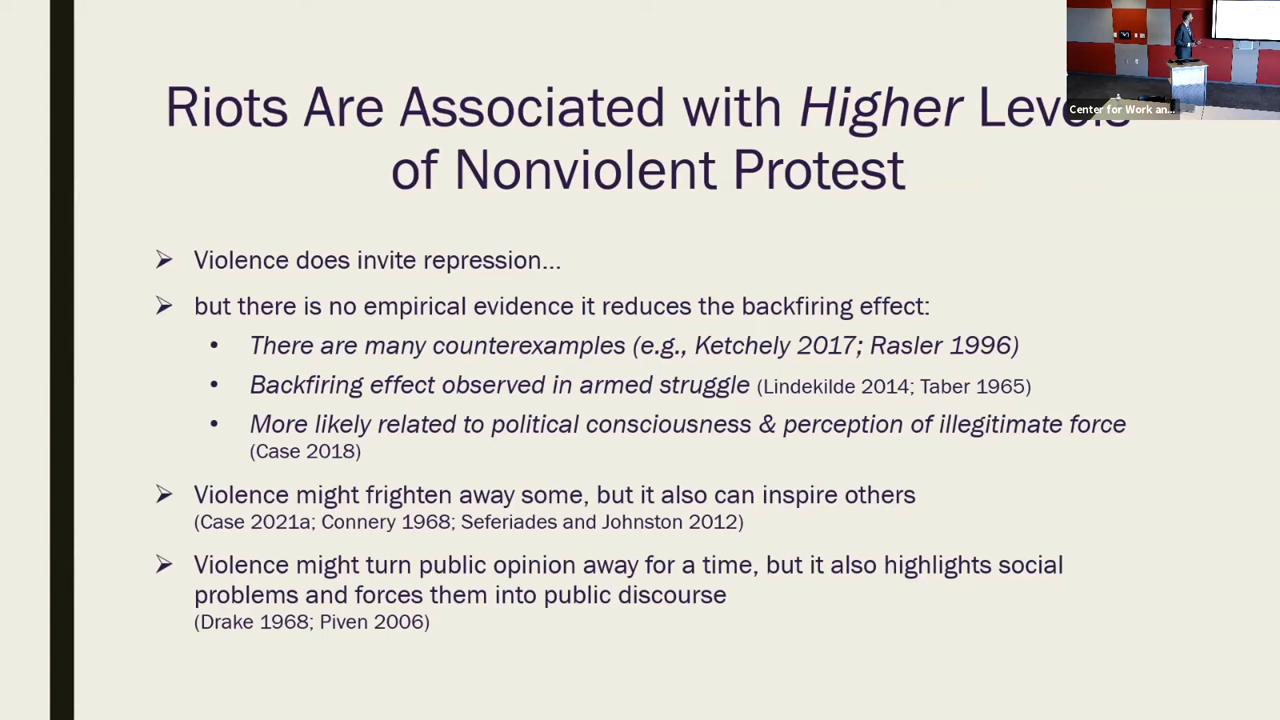 Riots Are Associated with Higher Levels
of Nonviolent Protest
Center for Work an...
➢ Violence does invite repression…
➢ but there is no empirical evidence it reduces the backfiring effect:
• There are many counterexamples (e.g., Ketchely 2017; Rasler 1996)
• Backfiring effect observed in armed struggle (Lindekilde 2014; Taber 1965)
• More likely related to political consciousness & perception of illegitimate force
(Case 2018)
➢ Violence might frighten away some, but it also can inspire others
(Case 2021a; Connery 1968; Seferiades and Johnston 2012)
➢ Violence might turn public opinion away for a time, but it also highlights social
problems and forces them into public discourse
(Drake 1968; Piven 2006)